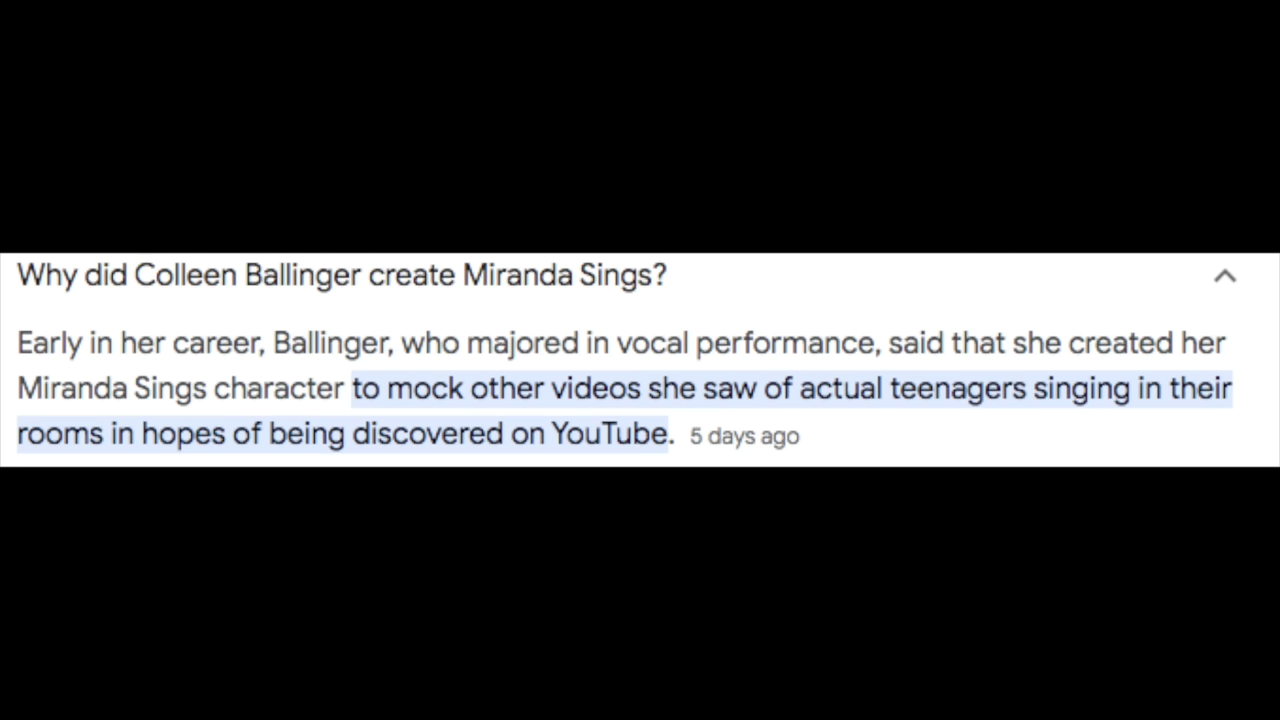 Why did Colleen Ballinger create Miranda Sings?
Early in her career, Ballinger, who majored in vocal performance, said that she created her
Miranda Sings character to mock other videos she saw of actual teenagers singing in their
rooms in hopes of being discovered on YouTube. 5 days ago